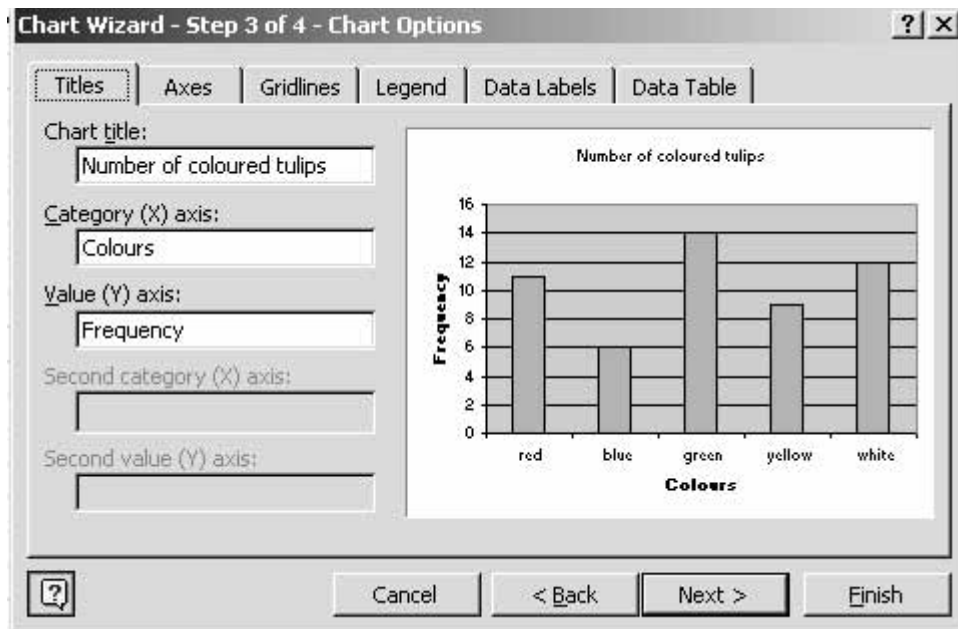 Chart Wizard - Step 3 of 4 - Chart Options
? X
Titles Axes Gridlines Legend Data Labels Data Table
Chart title:
Number of coloured tulips
Category (X) axis:
Colours
Value (Y) axis:
Frequency
Second category (X) axis:
Second value (Y) axis:
Number of coloured tulips
Frequency
16
14
12
10
8
6
4
2
0
red blue green yellow white
Colours
? Cancel < Back Next > Finish